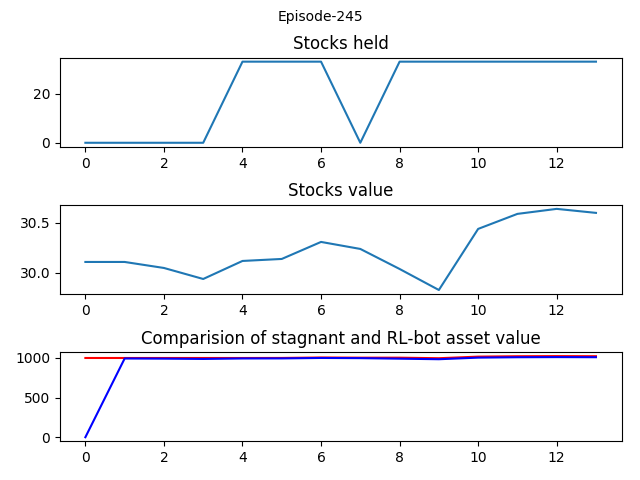 Episode-245
Stocks held
20
0
0 2 4 6 8 10 12
Stocks value
30.5
30.0
0 2 4 6 8 10 12
Comparision of stagnant and RL-bot asset value
1000
500
0
0 2 4 6 8 10 12